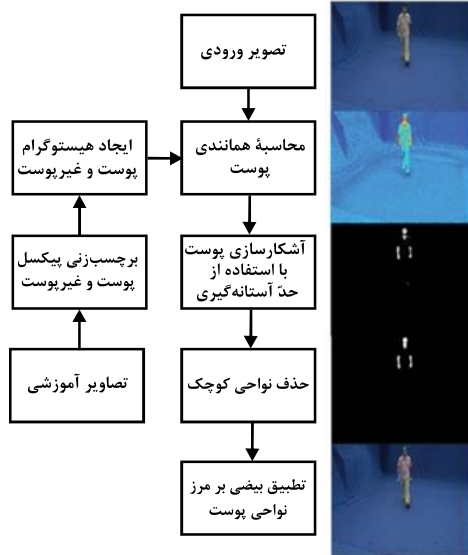 تصویر ورودی
محاسبهٔ همانندی
پوست
ایجاد هیستوگرام
پوست و غیرپوست
آشکارسازی پوست
با استفاده از
حدّ آستانه‌گیری
برچسب‌زنی پیکسل
پوست و غیرپوست
حذف نواحی کوچک
تصاویر آموزشی
تطبیق بیضی بر مرز
نواحی پوست